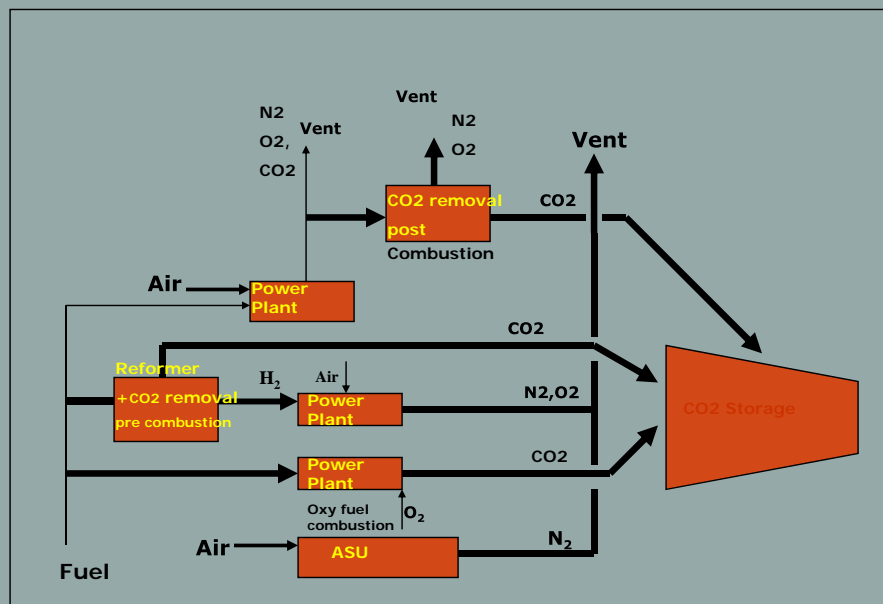 N2
O2,
CO2
Vent
Vent
N2
O2
Vent
CO2 removal
post
Combustion
CO2
Air
Power
Plant
CO2
Reformer
+CO2 removal
pre combustion
H₂
Air
Power
Plant
N2,O2
CO2 Storage
Power
Plant
CO2
Oxy fuel
combustion
O₂
Air
ASU
N₂
Fuel